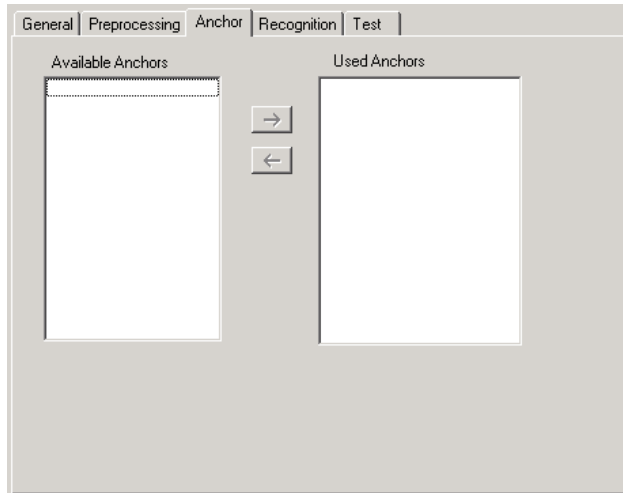 General Preprocessing Anchor Recognition Test
Available Anchors Used Anchors